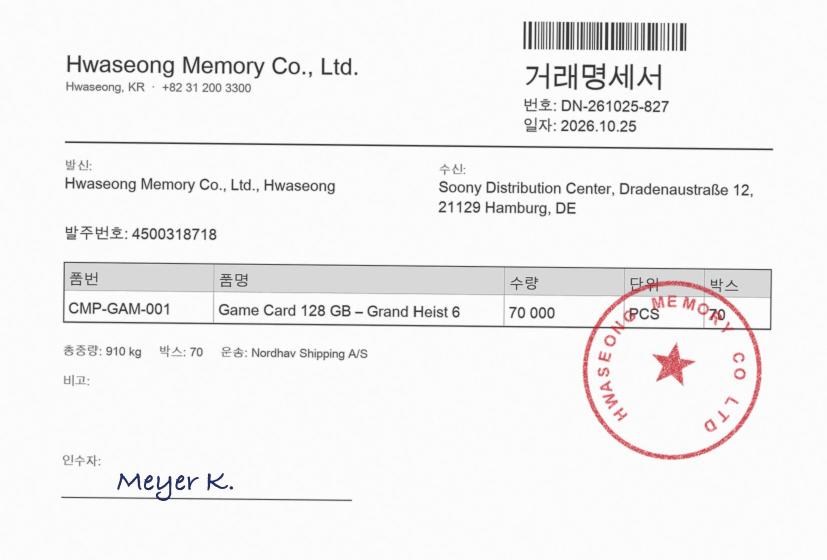 Hwaseong Memory Co., Ltd.
Hwaseong, KR · +82 31 200 3300
거래명세서
번호: DN-261025-827
일자: 2026.10.25
발신:
Hwaseong Memory Co., Ltd., Hwaseong
수신:
Soony Distribution Center, Dradenaustraße 12,
21129 Hamburg, DE
발주번호: 4500318718
품번 품명 수량 단위 박스
CMP-GAM-001 Game Card 128 GB – Grand Heist 6 70 000 PCS 70
총중량: 910 kg 박스: 70 운송: Nordhav Shipping A/S
비고:
HWASEONG MEMORY CO LTD
인수자:
Meyer K.